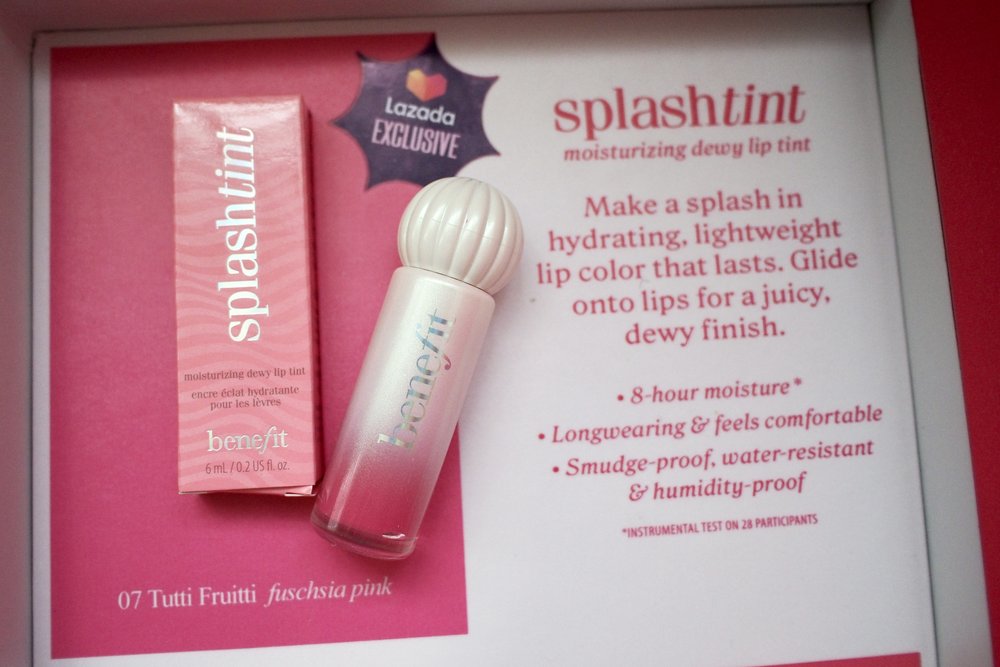 Lazada
EXCLUSIVE
splashtint
moisturizing dewy lip tint
encre éclat hydratante
pour les lèvres
benefit
6 mL / 0.2 US fl. oz.
benefit
07 Tutti Fruitti fuschsia pink
splashtint
moisturizing dewy lip tint
Make a splash in
hydrating, lightweight
lip color that lasts. Glide
onto lips for a juicy,
dewy finish.
• 8-hour moisture*
• Longwearing & feels comfortable
• Smudge-proof, water-resistant
& humidity-proof
*INSTRUMENTAL TEST ON 28 PARTICIPANTS